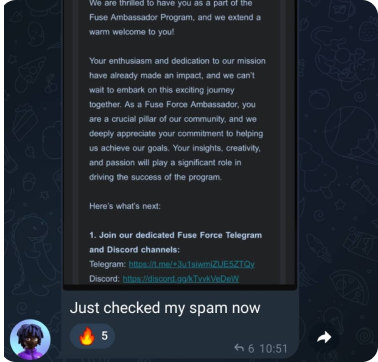 We are thrilled to have you as a part of the
Fuse Ambassador Program, and we extend a
warm welcome to you!
Your enthusiasm and dedication to our mission
have already made an impact, and we can't
wait to embark on this exciting journey
together. As a Fuse Force Ambassador, you
are a crucial pillar of our community, and we
deeply appreciate your commitment to helping
us achieve our goals. Your insights, creativity,
and passion will play a significant role in
driving the success of the program.
Here's what's next:
1. Join our dedicated Fuse Force Telegram
and Discord channels:
Telegram: https://t.me/+3u1siwmiZUE5ZTQy
Discord: https://discord.gg/kTvvkVeDeW
Just checked my spam now
🔥 5
6 10:51